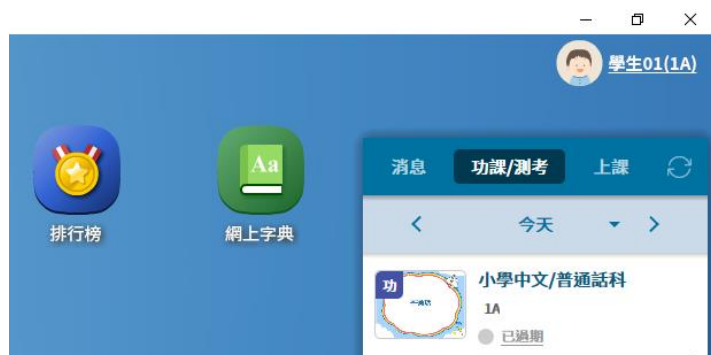 學生01(1A)
Aa
排行榜
網上字典
消息 功課/測考 上課
今天
功
小學中文/普通話科
1A
已過期